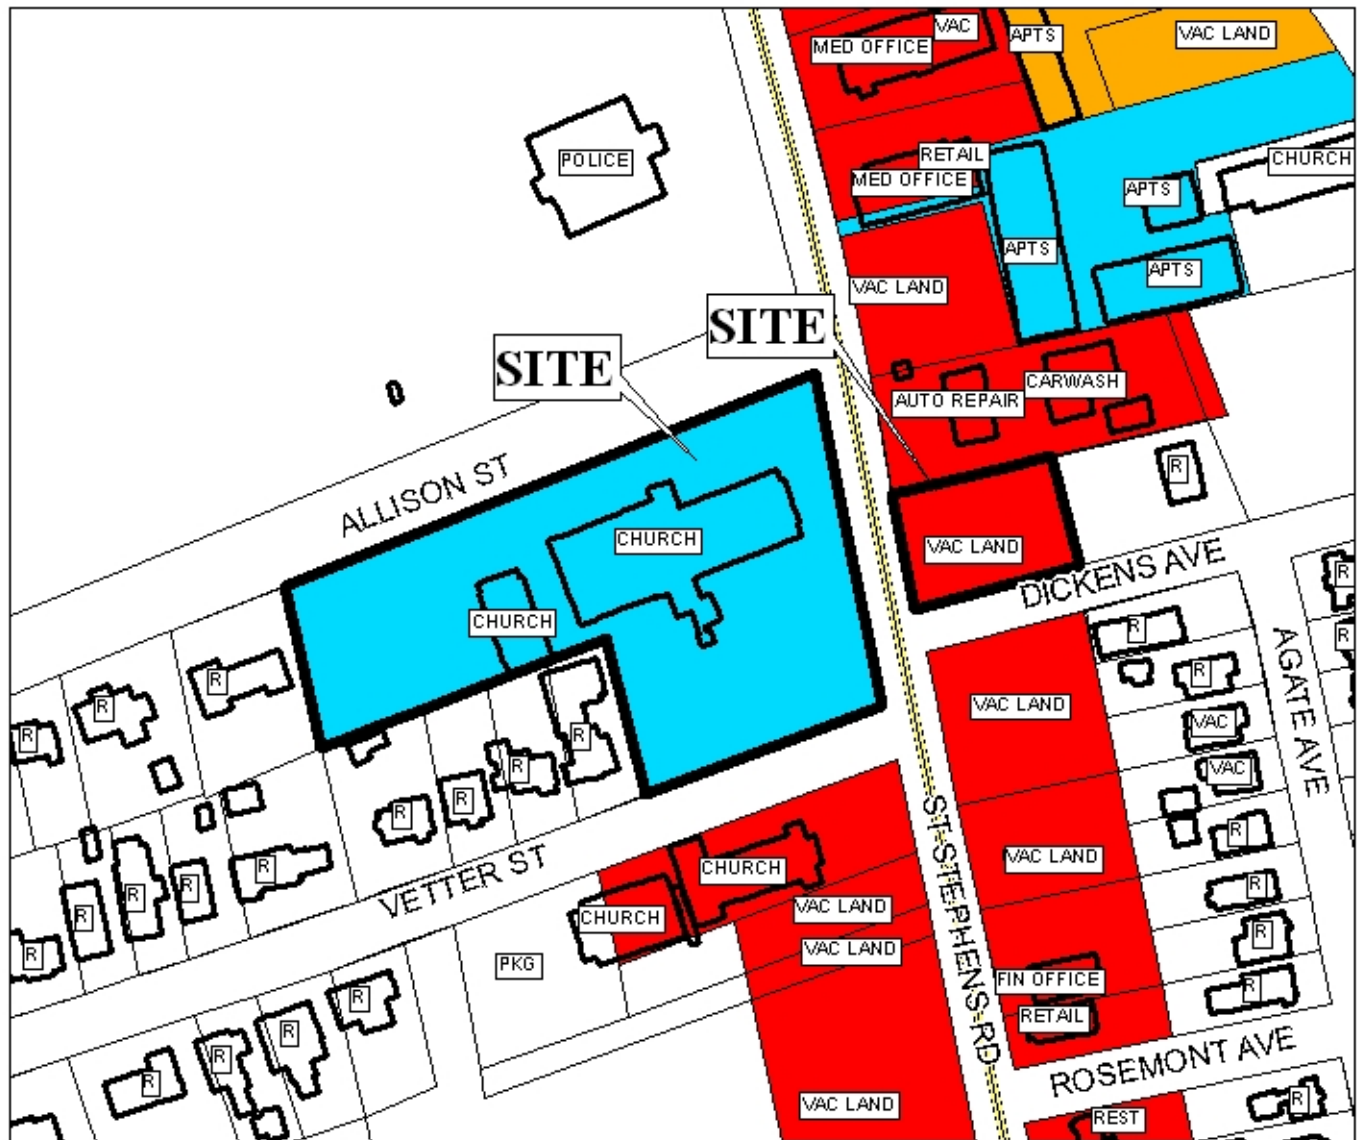 VAC
APTS
VAC LAND
MED OFFICE
POLICE
RETAIL
CHURCH
MED OFFICE
APTS
APTS
APTS
VAC LAND
SITE
SITE
CARWASH
AUTO REPAIR
ALLISON ST
R
CHURCH
VAC LAND
DICKENS AVE
R
CHURCH
R
R
AGATE AVE
R
R
R
VAC LAND
VAC
R
R
R
VAC
R
R
ST STEPHENS RD
R
VAC LAND
R
CHURCH
VETTER ST
R
R
R
R
VAC LAND
CHURCH
R
VAC LAND
R
PKG
FIN OFFICE
R
R
RETAIL
R
R
ROSEMONT AVE
R
R
VAC LAND
REST